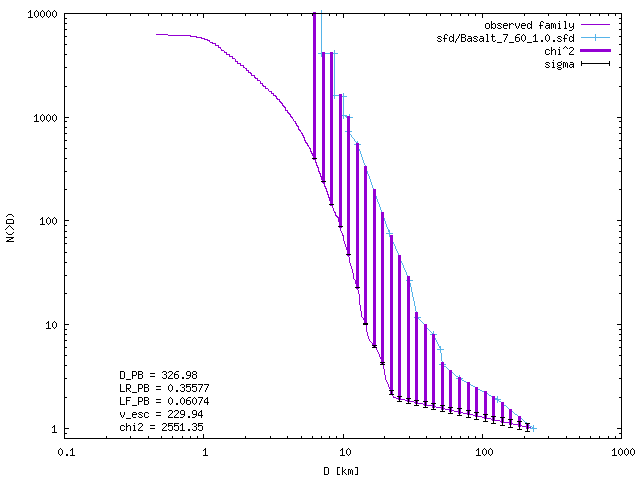 10000
1000
100
10
1
N(>D)
observed family
sfd/Basalt_7_60_1.0.sfd
chi^2
sigma
D_PB = 326.98
LR_PB = 0.35577
LF_PB = 0.06074
v_esc = 229.94
chi2 = 2551.35
0.1 1 10 100 1000
D [km]